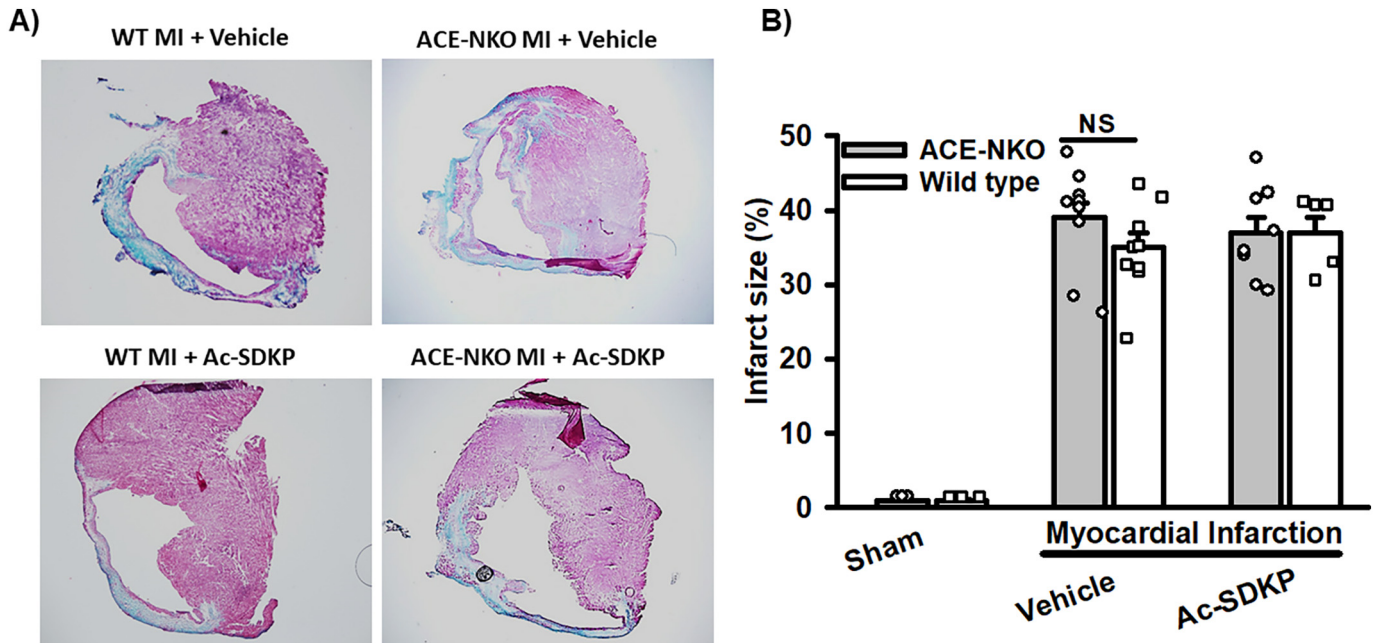 A)
WT MI + Vehicle
ACE-NKO MI + Vehicle
WT MI + Ac-SDKP
ACE-NKO MI + Ac-SDKP
B)
NS
ACE-NKO
Wild type
Infarct size (%)
50
40
30
20
10
0
Sham
Myocardial Infarction
Vehicle
Ac-SDKP